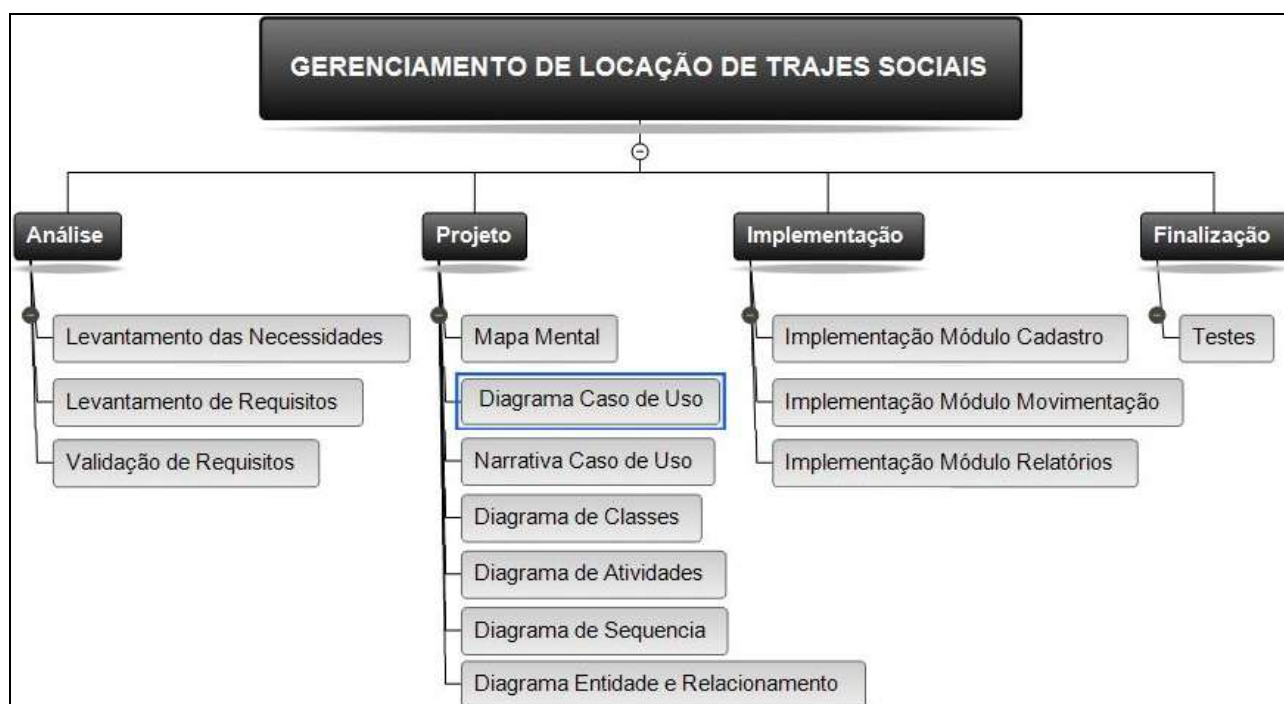 GERENCIAMENTO DE LOCAÇÃO DE TRAJES SOCIAIS
Análise
Levantamento das Necessidades
Levantamento de Requisitos
Validação de Requisitos
Projeto
Mapa Mental
Diagrama Caso de Uso
Narrativa Caso de Uso
Diagrama de Classes
Diagrama de Atividades
Diagrama de Sequencia
Diagrama Entidade e Relacionamento
Implementação
Implementação Módulo Cadastro
Implementação Módulo Movimentação
Implementação Módulo Relatórios
Finalização
Testes